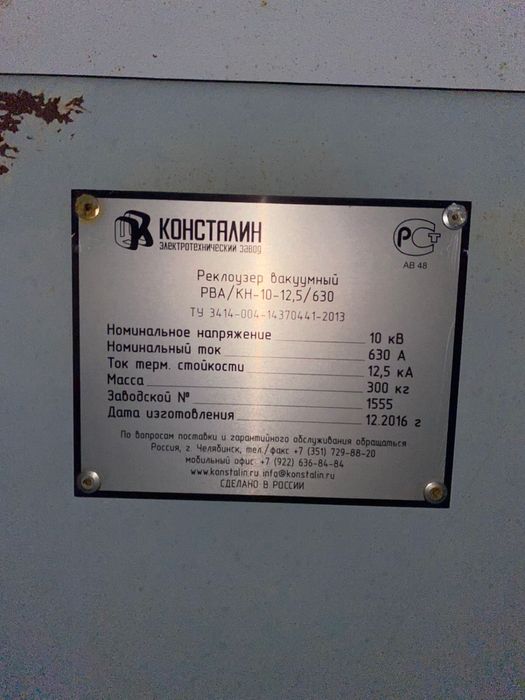 КОНСТАЛИН
ЭЛЕКТРОТЕХНИЧЕСКИЙ ЗАВОД
РСТ
АВ 48
Реклоузер вакуумный
РВА/КН-10-12,5/630
ТУ 3414-004-14370441-2013
Номинальное напряжение 10 кВ
Номинальный ток 630 А
Ток терм. стойкости 12,5 кА
Масса 300 кг
Заводской № 1555
Дата изготовления 12.2016 г
По вопросам поставки и гарантийного обслуживания обращаться
Россия, г. Челябинск, тел./факс +7 (351) 729-88-20
мобильный офис +7 (922) 636-84-84
www.konstalin.ru info@konstalin.ru
СДЕЛАНО В РОССИИ